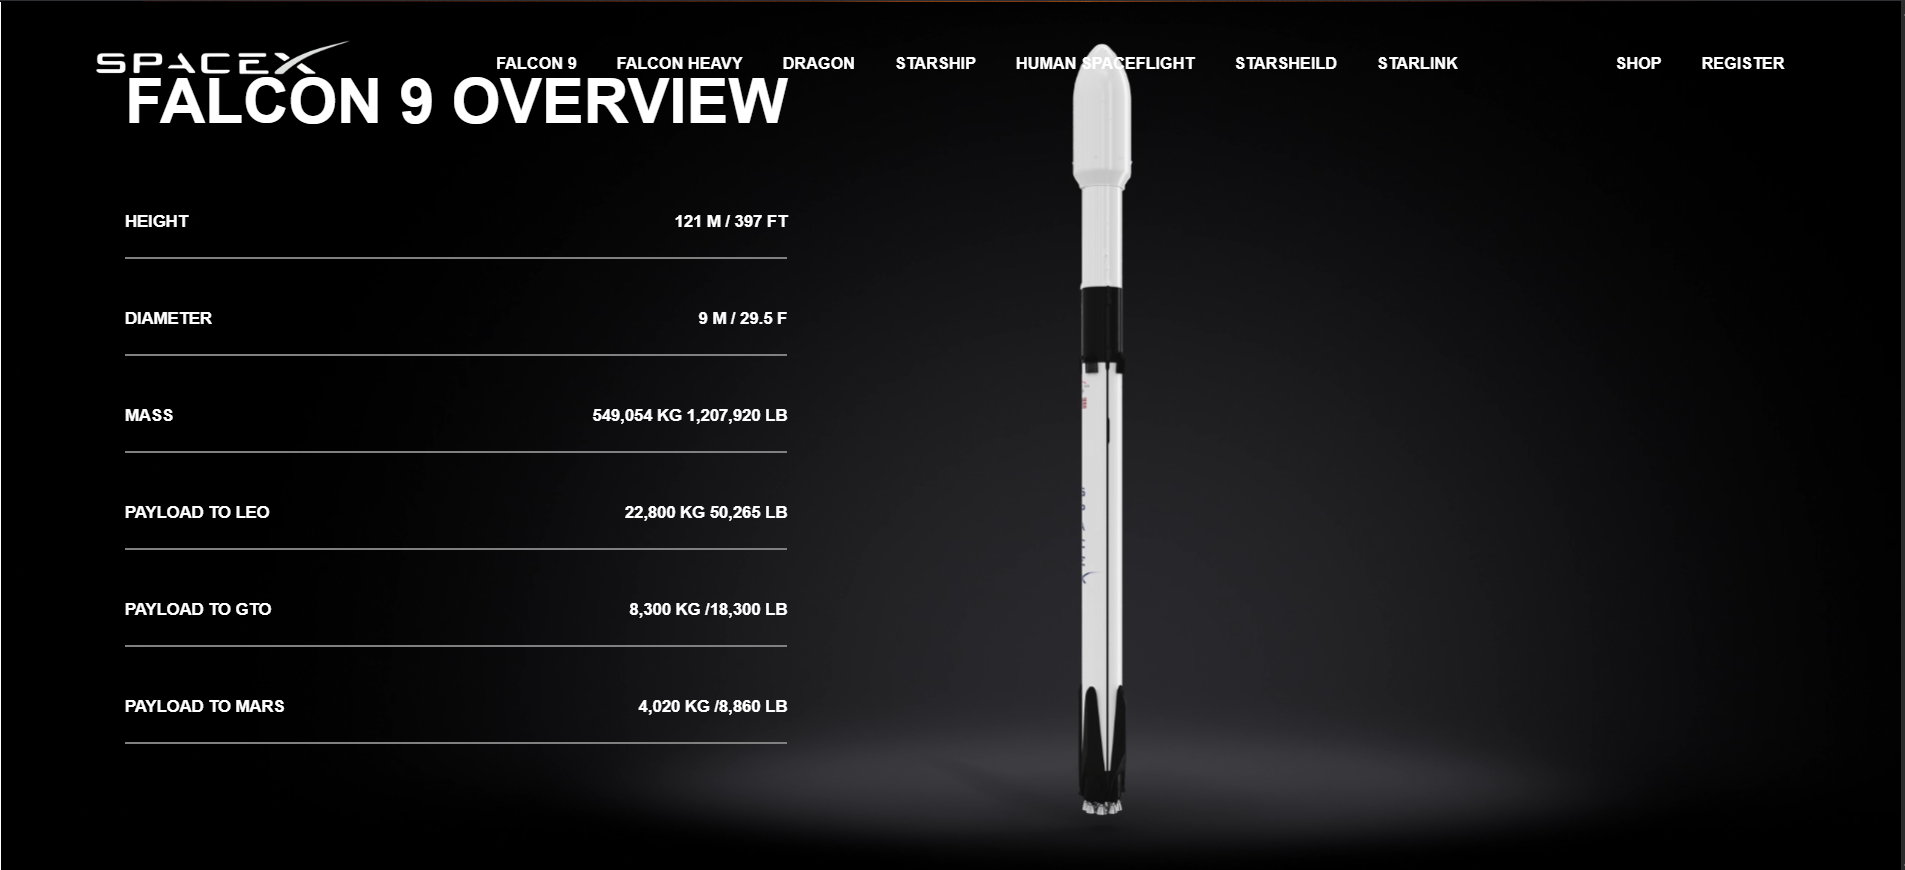 SPACEX
FALCON 9 FALCON HEAVY DRAGON STARSHIP HUMAN SPACEFLIGHT STARSHEILD STARLINK SHOP REGISTER
FALCON 9 OVERVIEW
HEIGHT 121 M / 397 FT
DIAMETER 9 M / 29.5 F
MASS 549,054 KG 1,207,920 LB
PAYLOAD TO LEO 22,800 KG 50,265 LB
PAYLOAD TO GTO 8,300 KG /18,300 LB
PAYLOAD TO MARS 4,020 KG /8,860 LB